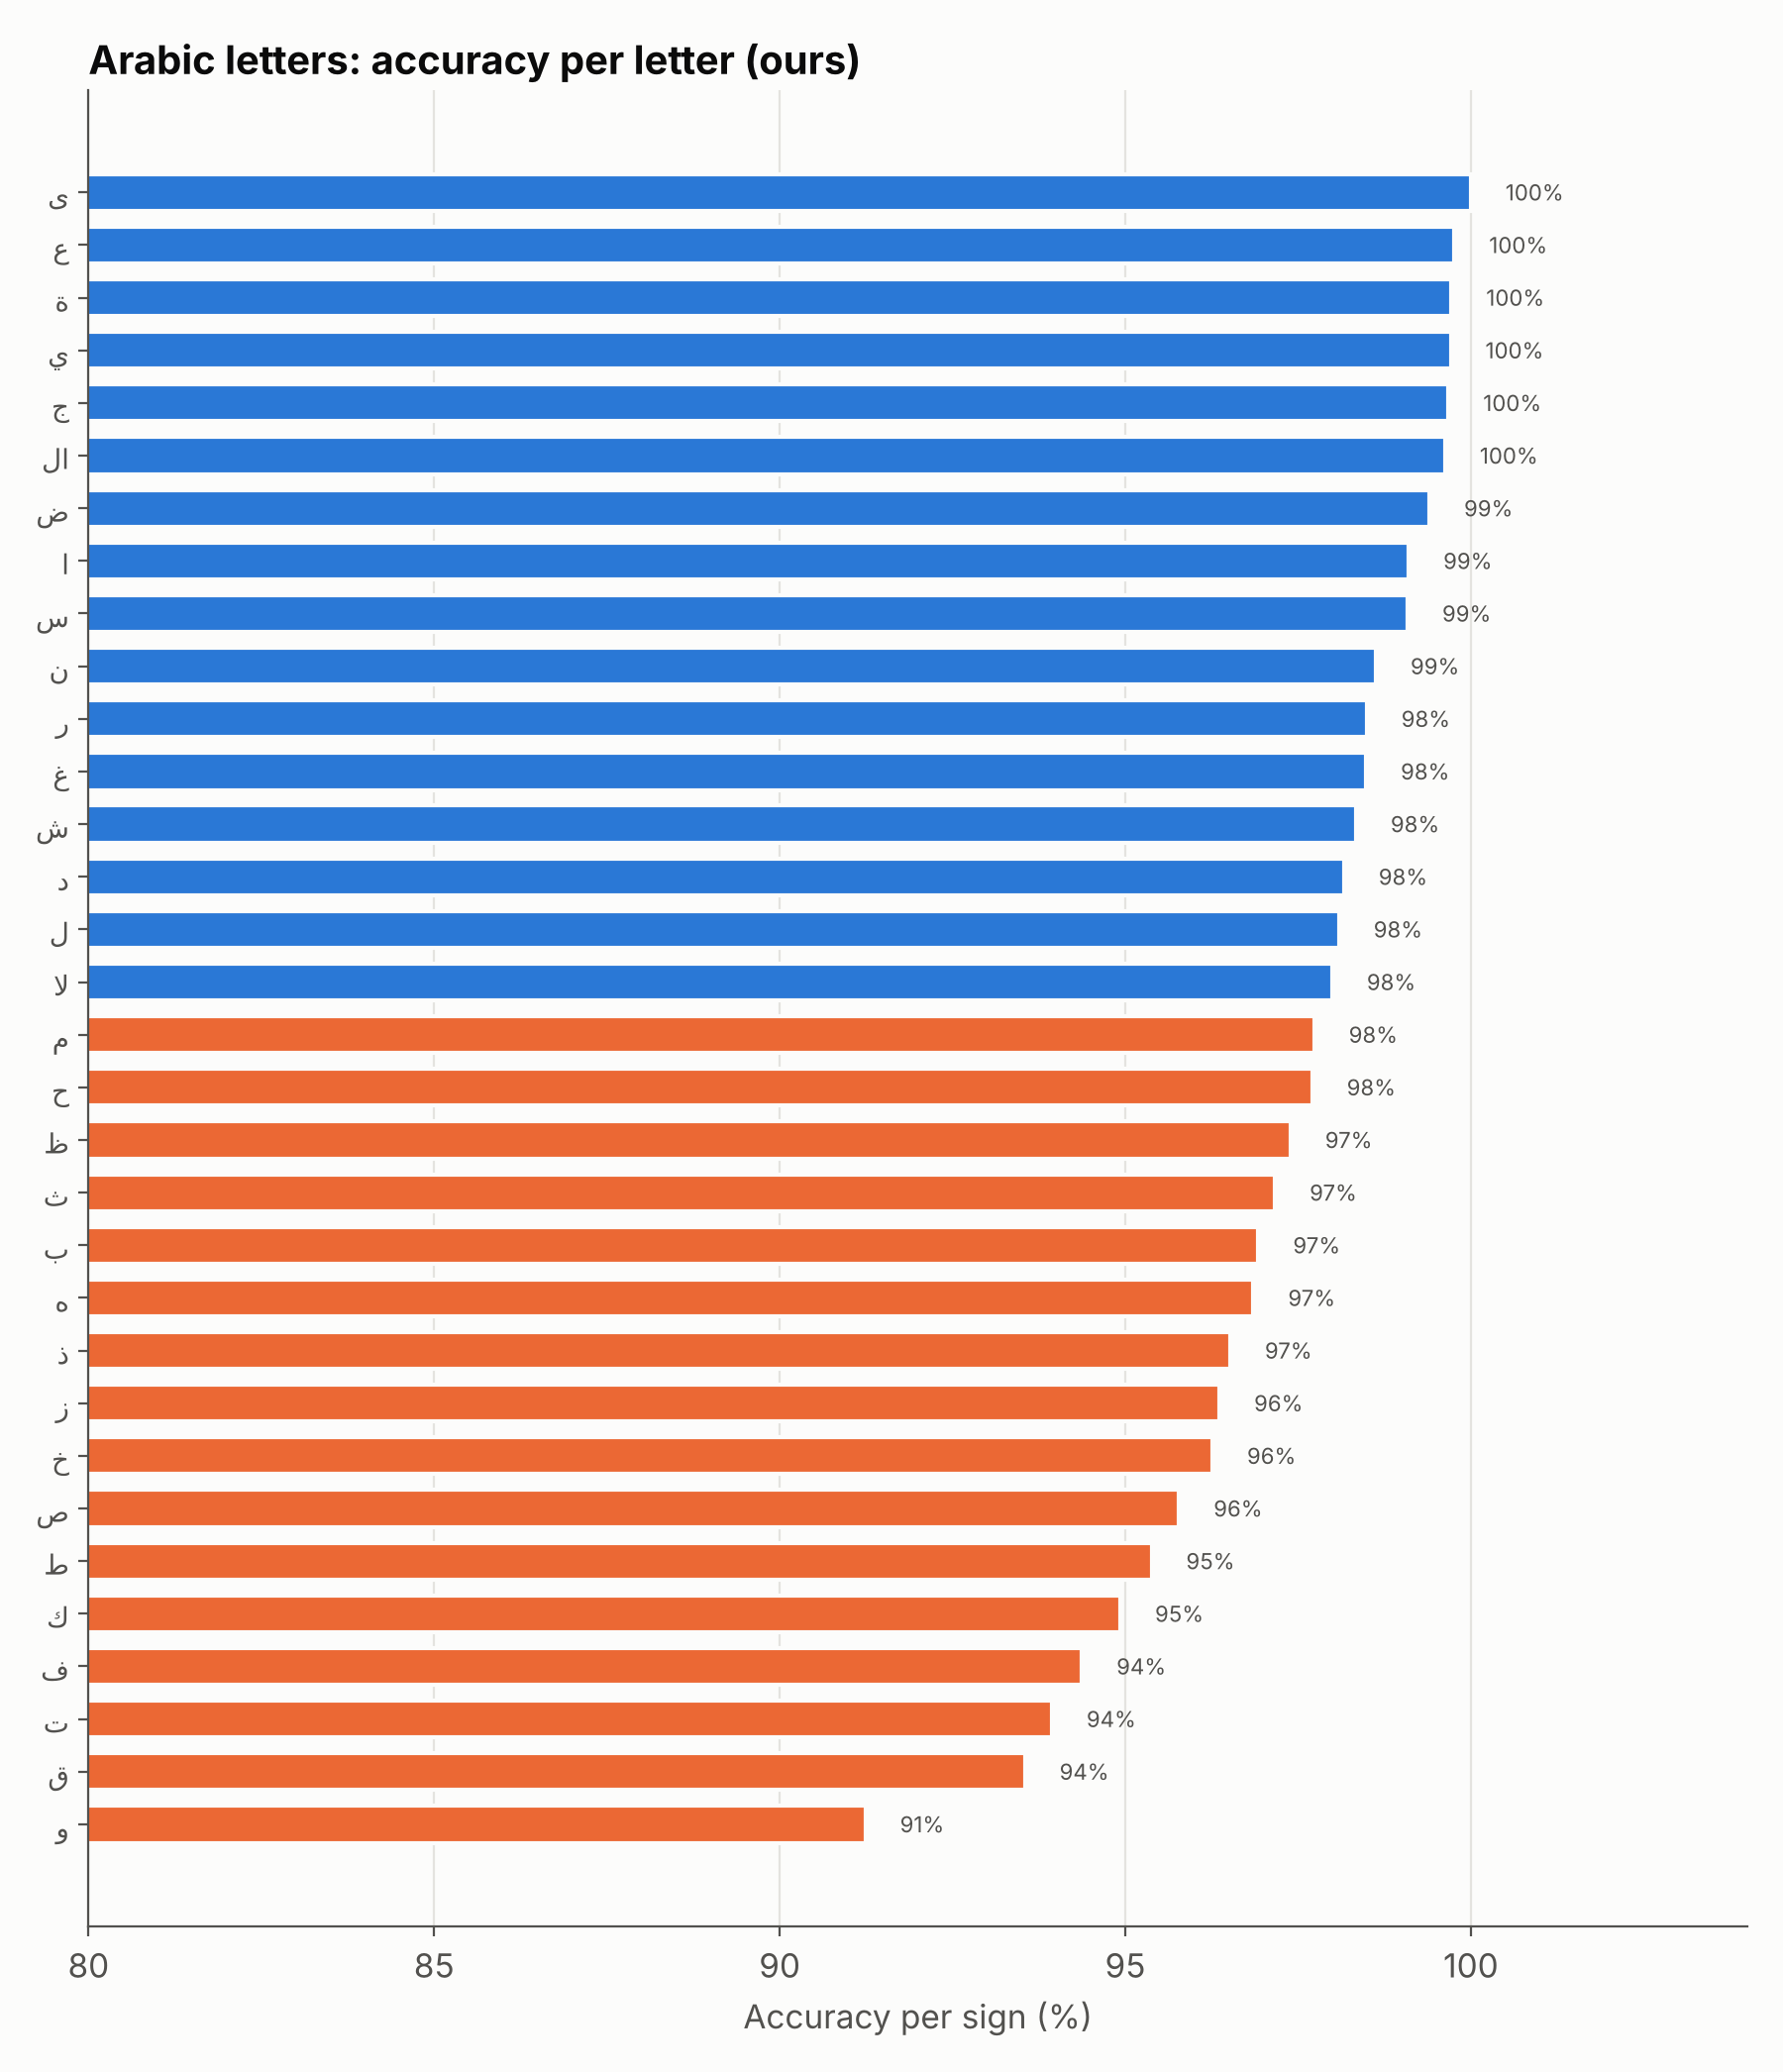 Arabic letters: accuracy per letter (ours)
ى 100%
ع 100%
ة 100%
ي 100%
ج 100%
ال 100%
ض 99%
ا 99%
س 99%
ن 99%
ر 98%
غ 98%
ش 98%
د 98%
ل 98%
لا 98%
م 98%
ح 98%
ظ 97%
ث 97%
ب 97%
ه 97%
ذ 97%
ز 96%
خ 96%
ص 96%
ط 95%
ك 95%
ف 94%
ت 94%
ق 94%
و 91%
80 85 90 95 100
Accuracy per sign (%)